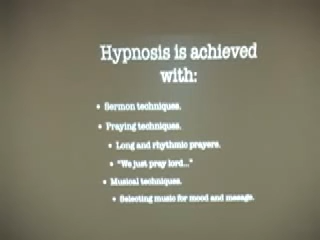 Hypnosis is achieved
with:
• Sermon techniques.
• Praying techniques.
• Long and rhythmic prayers.
• "We just pray lord..."
• Musical techniques.
• Selecting music for mood and message.